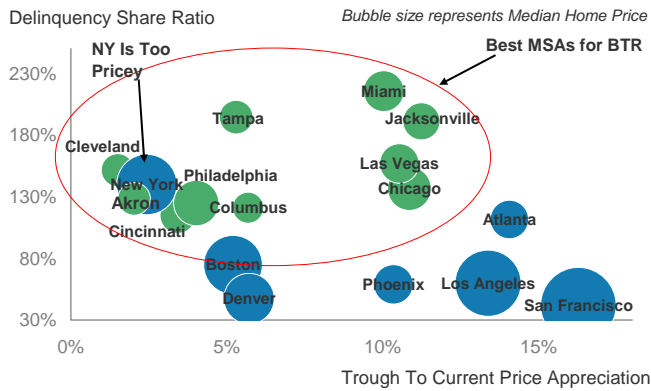 Delinquency Share Ratio
Bubble size represents Median Home Price
NY Is Too
Pricey
Best MSAs for BTR
230%
Miami
Tampa
Jacksonville
180%
Cleveland
Las Vegas
Philadelphia
New York
Chicago
130%
Akron
Columbus
Cincinnati
Atlanta
80%
Boston
Phoenix
Los Angeles
Denver
San Francisco
30%
0%
5%
10%
15%
Trough To Current Price Appreciation